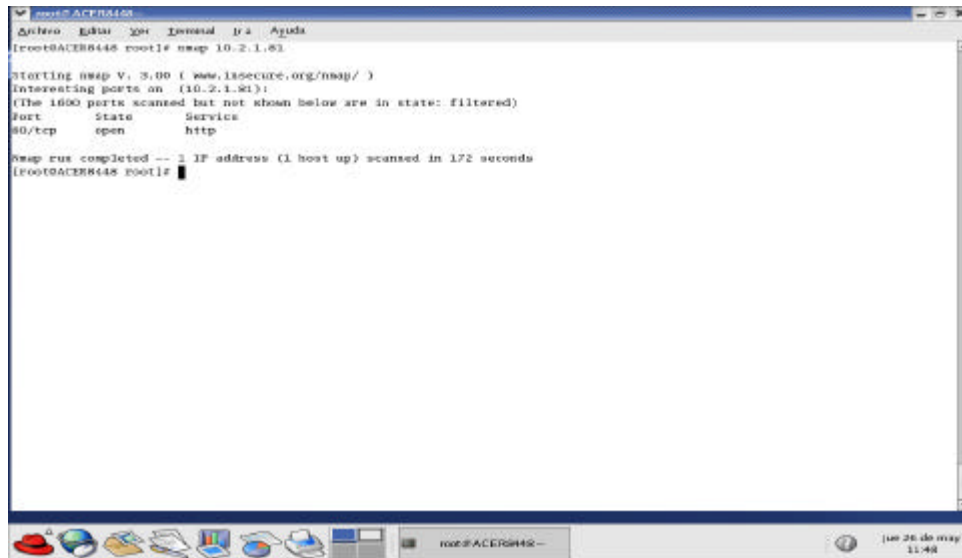 root@ACER8448:~
Archivo Editar Ver Terminal Ir a Ayuda
[root@ACER8448 root]# nmap 10.2.1.81
Starting nmap V. 3.00 ( www.insecure.org/nmap/ )
Interesting ports on (10.2.1.81):
(The 1600 ports scanned but not shown below are in state: filtered)
Port State Service
80/tcp open http
Nmap run completed -- 1 IP address (1 host up) scanned in 172 seconds
[root@ACER8448 root]#
root@ACER8448:~
jue 26 de may
11:48